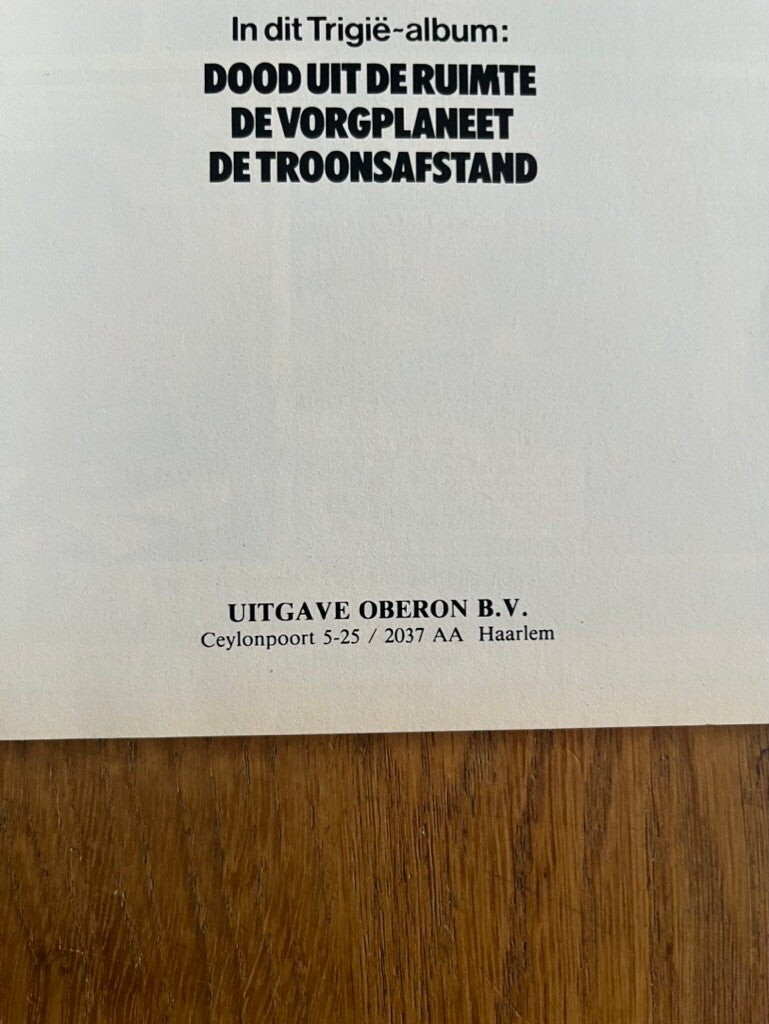 In dit Trigië-album:
DOOD UIT DE RUIMTE
DE VORGPLANEET
DE TROONSAFSTAND
UITGAVE OBERON B.V.
Ceylonpoort 5-25 / 2037 AA Haarlem